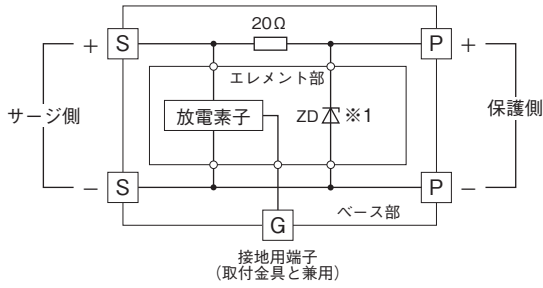 20Ω
+ S P +
エレメント部
サージ側 放電素子 ZD ※1 保護側
− S P −
G ベース部
接地用端子
(取付金具と兼用)